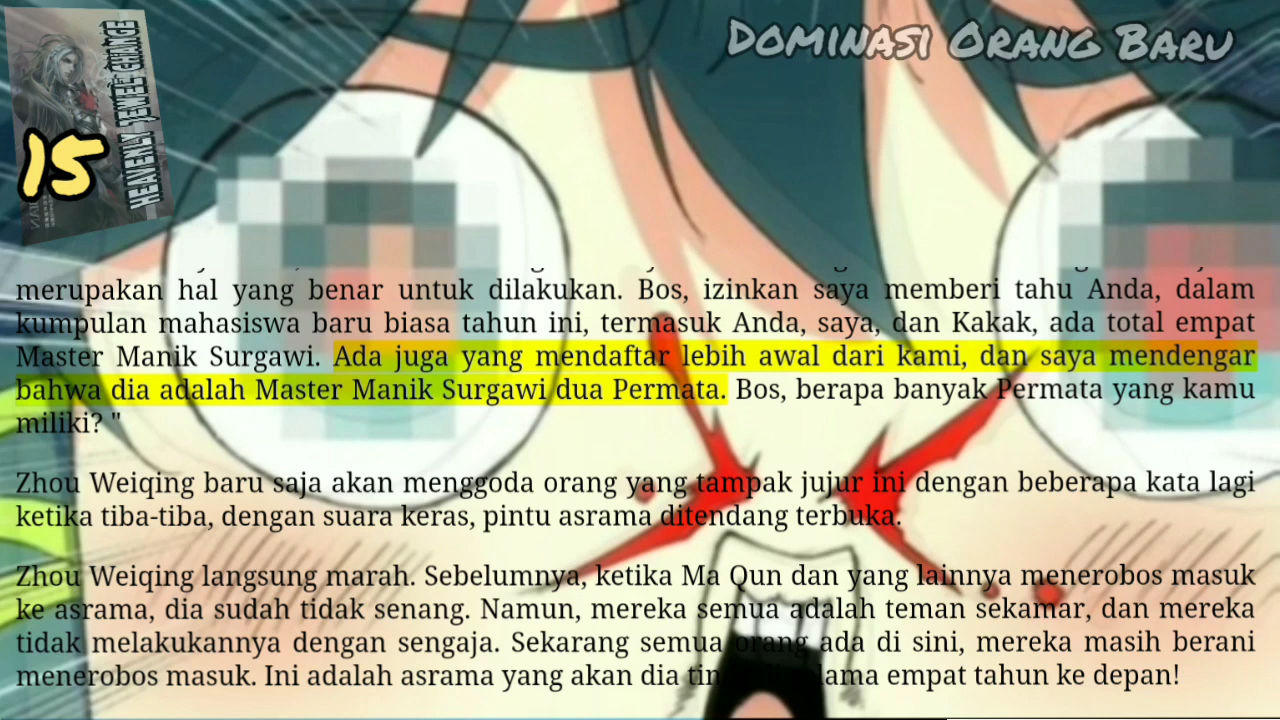 Dominasi Orang Baru
HEAVENLY JEWEL CHANGE
15
merupakan hal yang benar untuk dilakukan. Bos, izinkan saya memberi tahu Anda, dalam
kumpulan mahasiswa baru biasa tahun ini, termasuk Anda, saya, dan Kakak, ada total empat
Master Manik Surgawi. Ada juga yang mendaftar lebih awal dari kami, dan saya mendengar
bahwa dia adalah Master Manik Surgawi dua Permata. Bos, berapa banyak Permata yang kamu
miliki? "
Zhou Weiqing baru saja akan menggoda orang yang tampak jujur ini dengan beberapa kata lagi
ketika tiba-tiba, dengan suara keras, pintu asrama ditendang terbuka.
Zhou Weiqing langsung marah. Sebelumnya, ketika Ma Qun dan yang lainnya menerobos masuk
ke asrama, dia sudah tidak senang. Namun, mereka semua adalah teman sekamar, dan mereka
tidak melakukannya dengan sengaja. Sekarang semua orang ada di sini, mereka masih berani
menerobos masuk. Ini adalah asrama yang akan dia empat tahun ke depan!